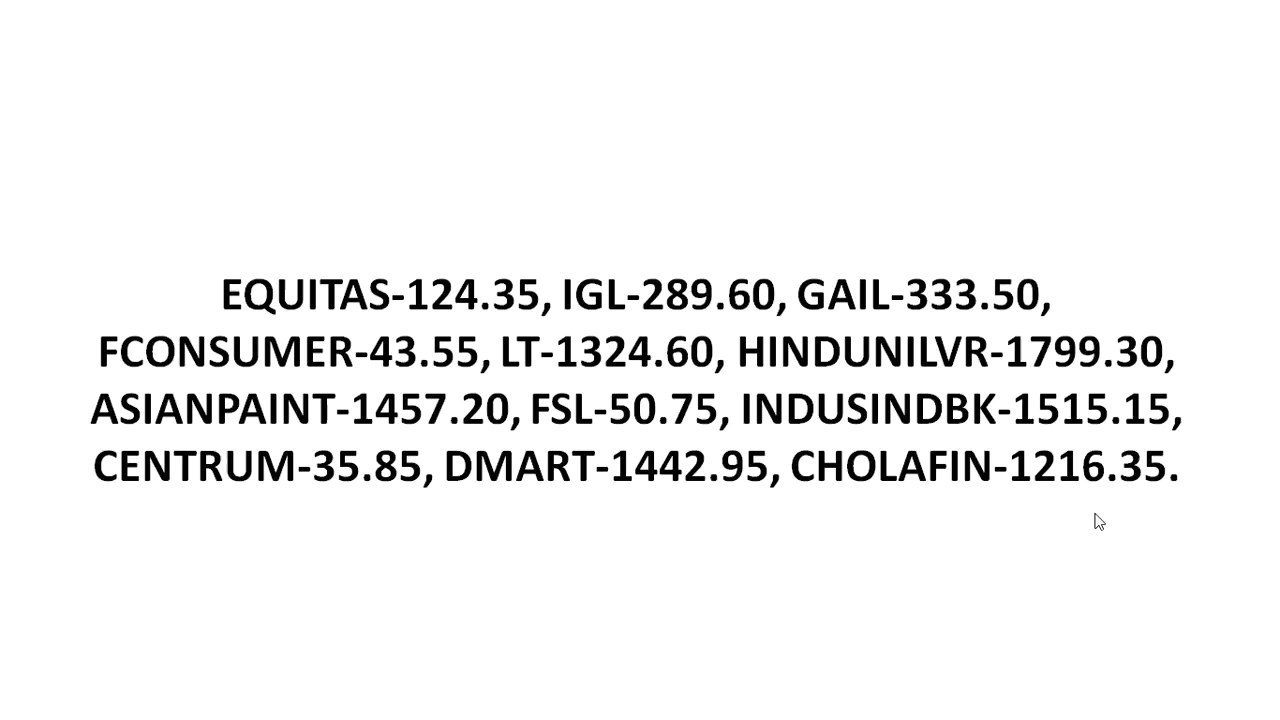 EQUITAS-124.35, IGL-289.60, GAIL-333.50,
FCONSUMER-43.55, LT-1324.60, HINDUNILVR-1799.30,
ASIANPAINT-1457.20, FSL-50.75, INDUSINDBK-1515.15,
CENTRUM-35.85, DMART-1442.95, CHOLAFIN-1216.35.